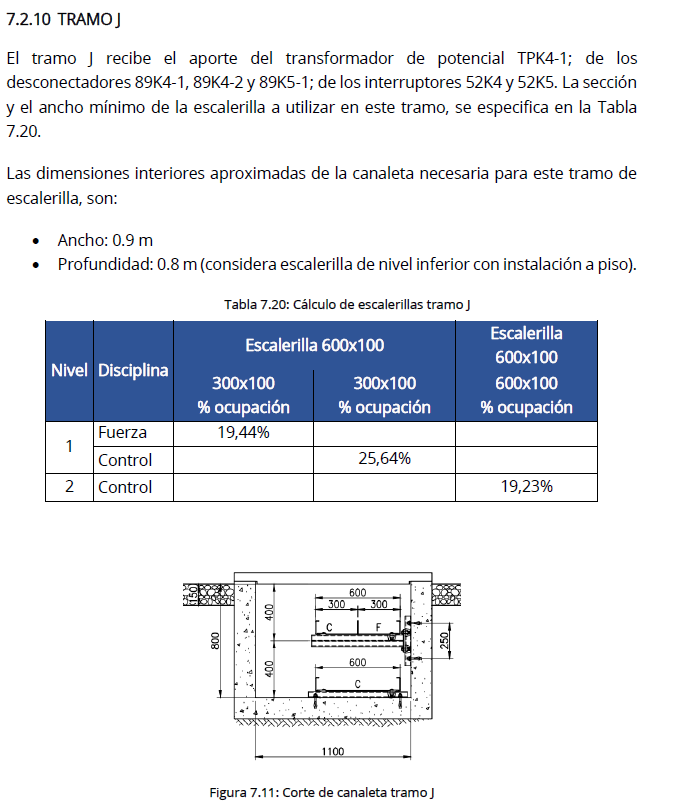 7.2.10 TRAMO J
El tramo J recibe el aporte del transformador de potencial TPK4-1; de los
desconectadores 89K4-1, 89K4-2 y 89K5-1; de los interruptores 52K4 y 52K5. La sección
y el ancho mínimo de la escalerilla a utilizar en este tramo, se especifica en la Tabla
7.20.
Las dimensiones interiores aproximadas de la canaleta necesaria para este tramo de
escalerilla, son:
• Ancho: 0.9 m
• Profundidad: 0.8 m (considera escalerilla de nivel inferior con instalación a piso).
Tabla 7.20: Cálculo de escalerillas tramo J
Nivel Disciplina Escalerilla 600x100 Escalerilla
600x100
300x100 300x100 600x100
% ocupación % ocupación % ocupación
1 Fuerza 19,44%
Control 25,64%
2 Control 19,23%
150
600
300 300
400
C F
800
250
400
600
C
1100
Figura 7.11: Corte de canaleta tramo J